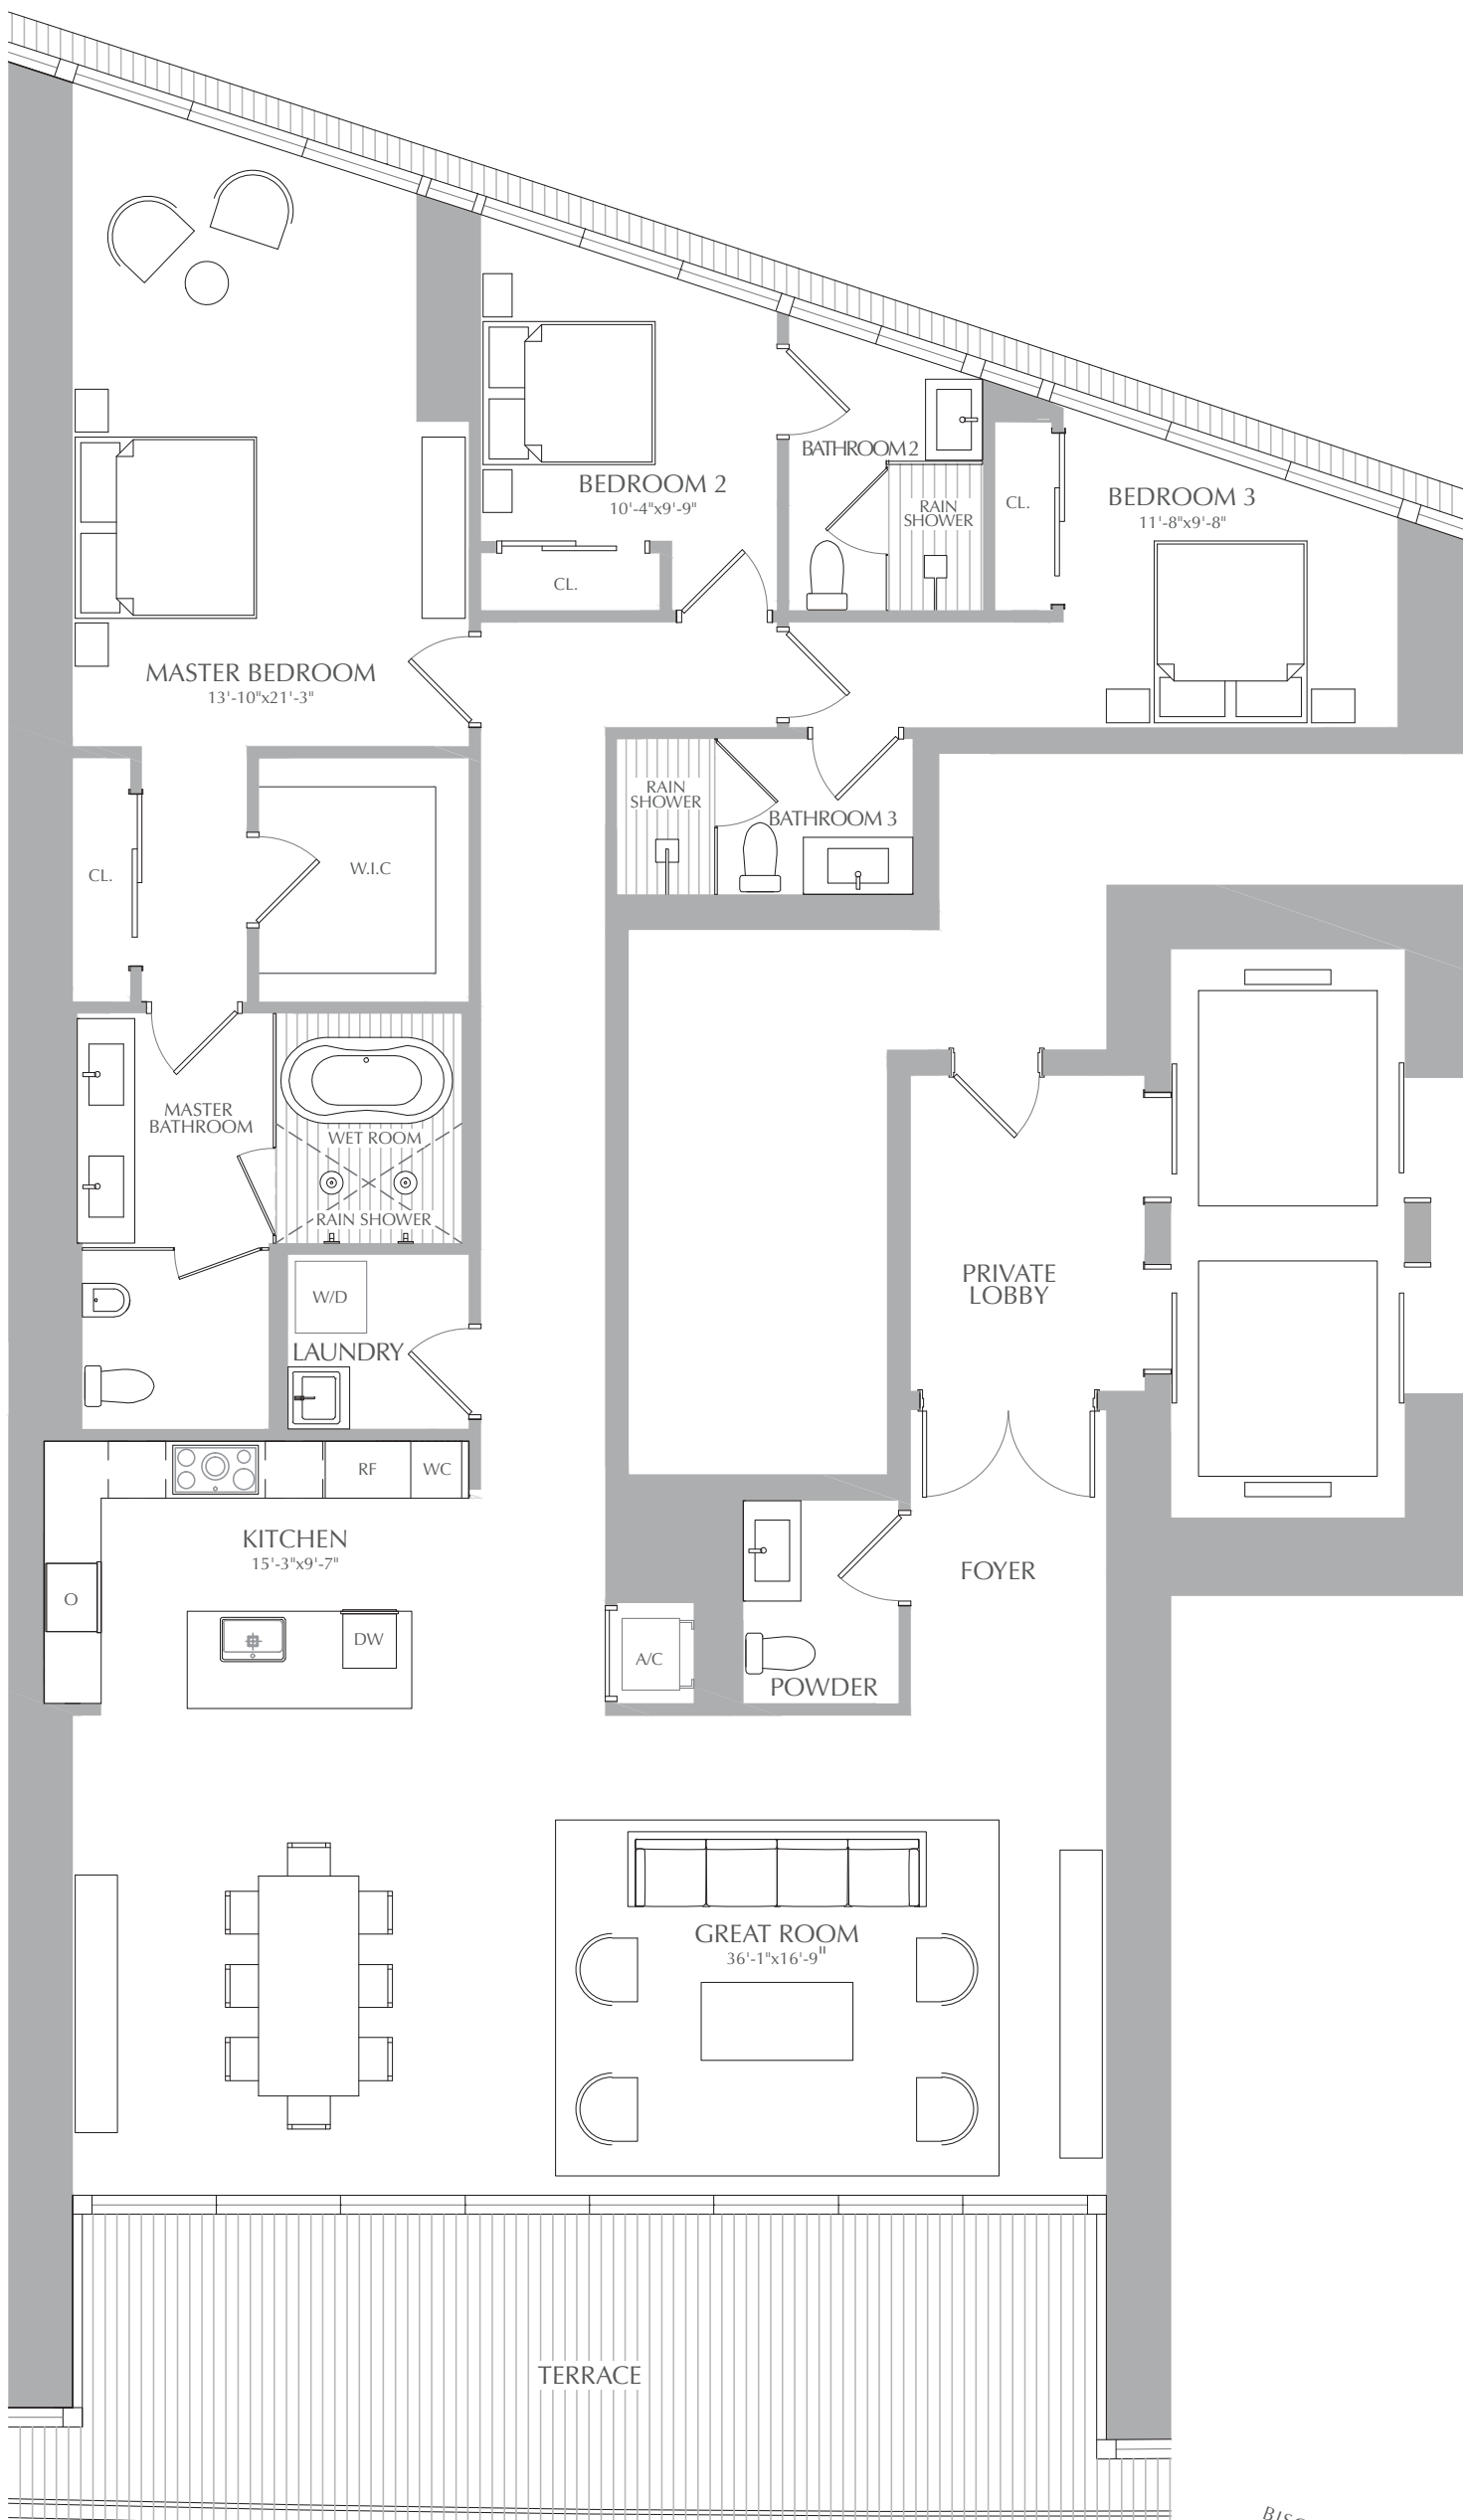 BATHROOM 2
BEDROOM 2
10'-4"x9'-9"
RAIN
SHOWER
CL.
BEDROOM 3
11'-8"x9'-8"
CL.
MASTER BEDROOM
13'-10"x21'-3"
RAIN
SHOWER
BATHROOM 3
CL.
W.I.C
MASTER
BATHROOM
WET ROOM
RAIN SHOWER
PRIVATE
LOBBY
W/D
LAUNDRY
RF
WC
KITCHEN
15'-3"x9'-7"
FOYER
O
DW
A/C
POWDER
GREAT ROOM
36'-1"x16'-9"
TERRACE